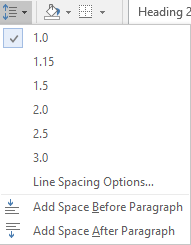 Heading 2
1.0
1.15
1.5
2.0
2.5
3.0
Line Spacing Options...
Add Space Before Paragraph
Add Space After Paragraph